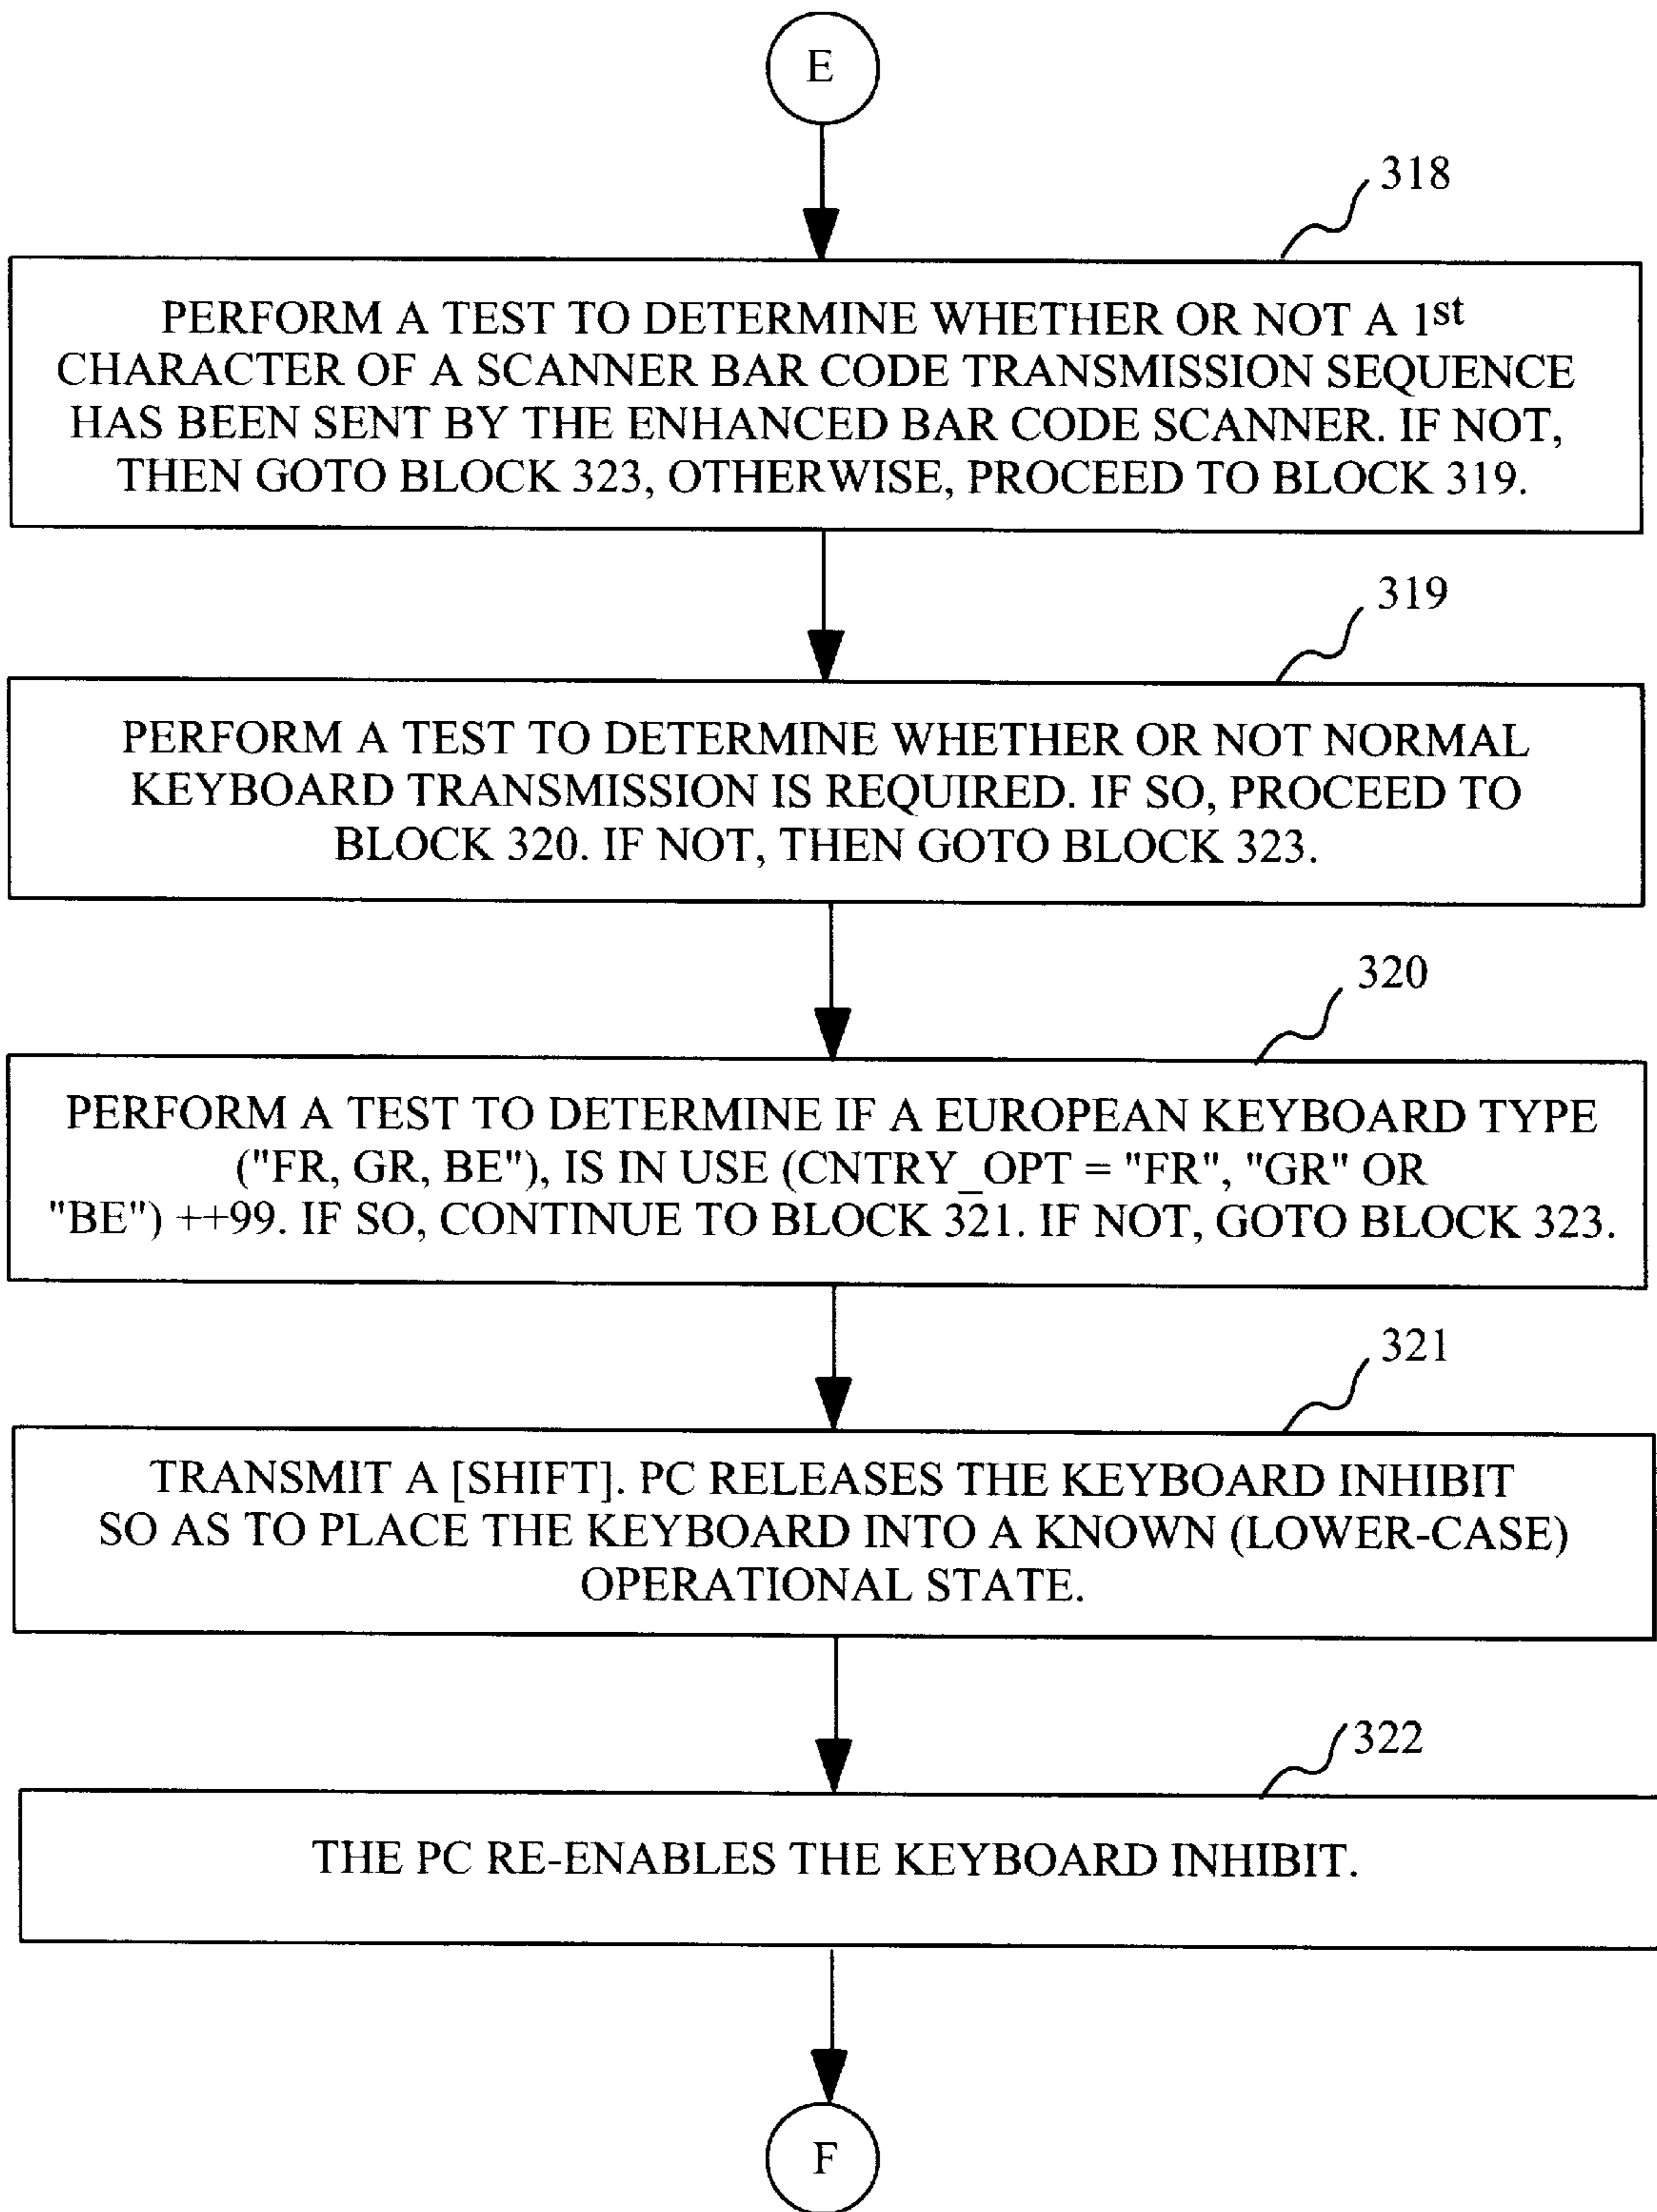 E
318
PERFORM A TEST TO DETERMINE WHETHER OR NOT A 1st
CHARACTER OF A SCANNER BAR CODE TRANSMISSION SEQUENCE
HAS BEEN SENT BY THE ENHANCED BAR CODE SCANNER. IF NOT,
THEN GOTO BLOCK 323, OTHERWISE, PROCEED TO BLOCK 319.
319
PERFORM A TEST TO DETERMINE WHETHER OR NOT NORMAL
KEYBOARD TRANSMISSION IS REQUIRED. IF SO, PROCEED TO
BLOCK 320. IF NOT, THEN GOTO BLOCK 323.
320
PERFORM A TEST TO DETERMINE IF A EUROPEAN KEYBOARD TYPE
("FR, GR, BE"), IS IN USE (CNTRY_OPT = "FR", "GR" OR
"BE") ++99. IF SO, CONTINUE TO BLOCK 321. IF NOT, GOTO BLOCK 323.
321
TRANSMIT A [SHIFT]. PC RELEASES THE KEYBOARD INHIBIT
SO AS TO PLACE THE KEYBOARD INTO A KNOWN (LOWER-CASE)
OPERATIONAL STATE.
322
THE PC RE-ENABLES THE KEYBOARD INHIBIT.
F